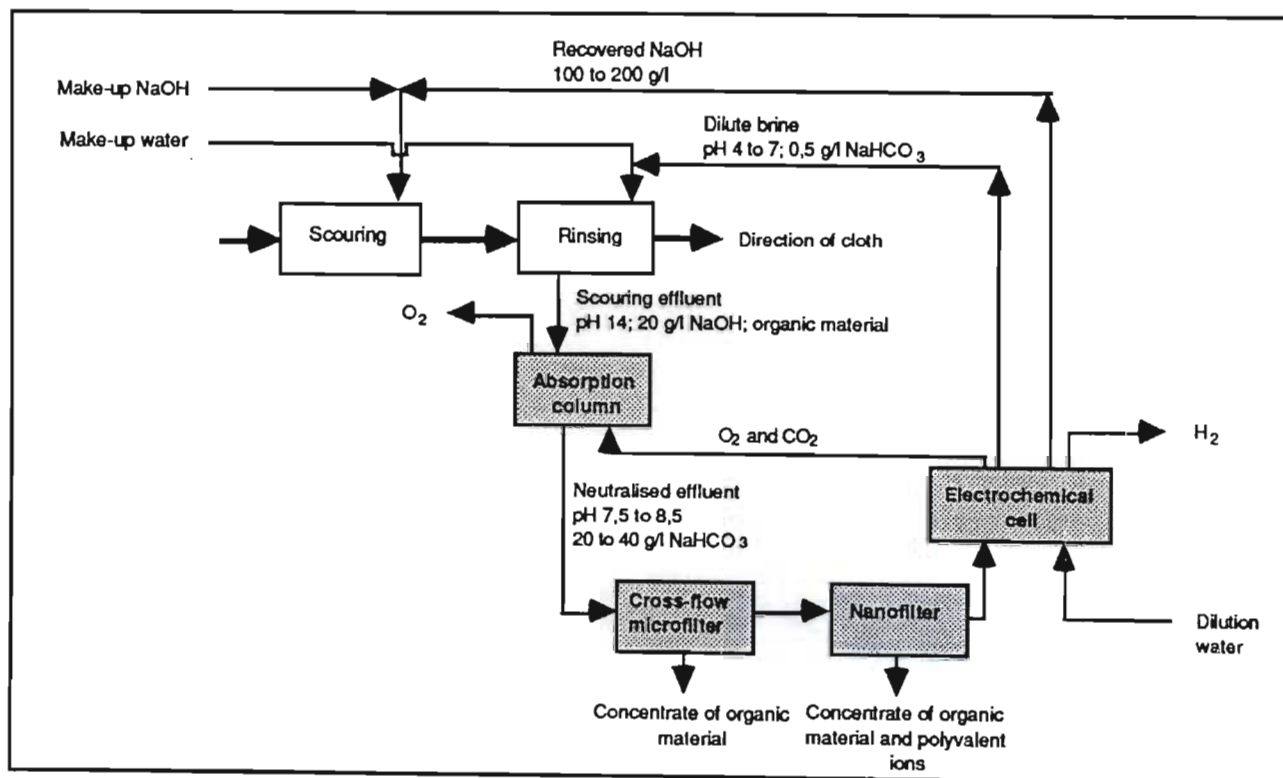 Recovered NaOH
100 to 200 g/l
Make-up NaOH
Make-up water
Dilute brine
pH 4 to 7; 0,5 g/l NaHCO3
Scouring
Rinsing
Direction of cloth
Scouring effluent
pH 14; 20 g/l NaOH; organic material
O2
Absorption
column
O2 and CO2
H2
Neutralised effluent
pH 7,5 to 8,5
20 to 40 g/l NaHCO3
Electrochemical
cell
Cross-flow
microfilter
Nanofilter
Dilution
water
Concentrate of organic
material
Concentrate of organic
material and polyvalent
ions